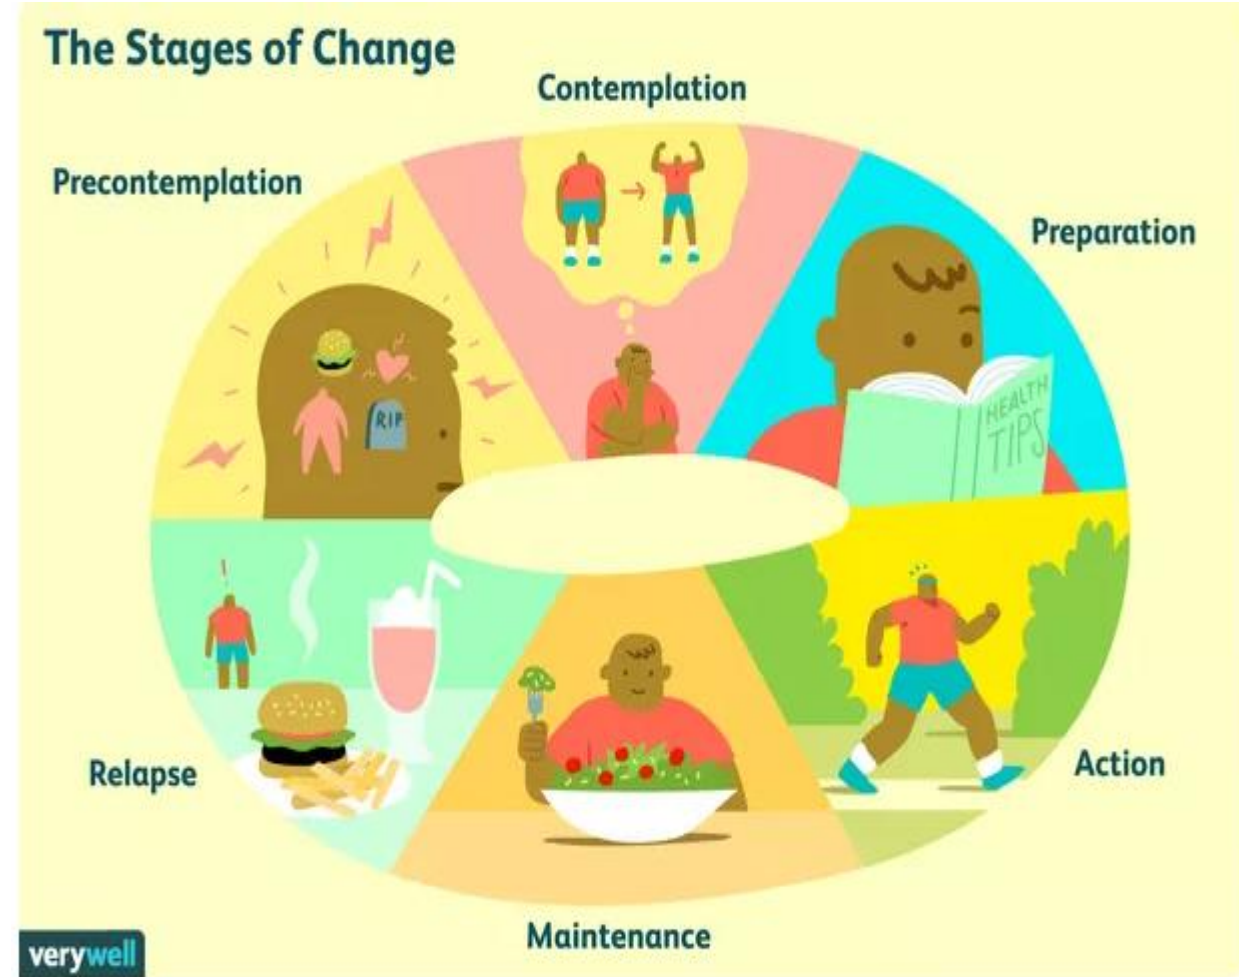 The Stages of Change
Contemplation
Precontemplation
Preparation
RIP
HEALTH
TIPS
Relapse
Action
Maintenance
verywell